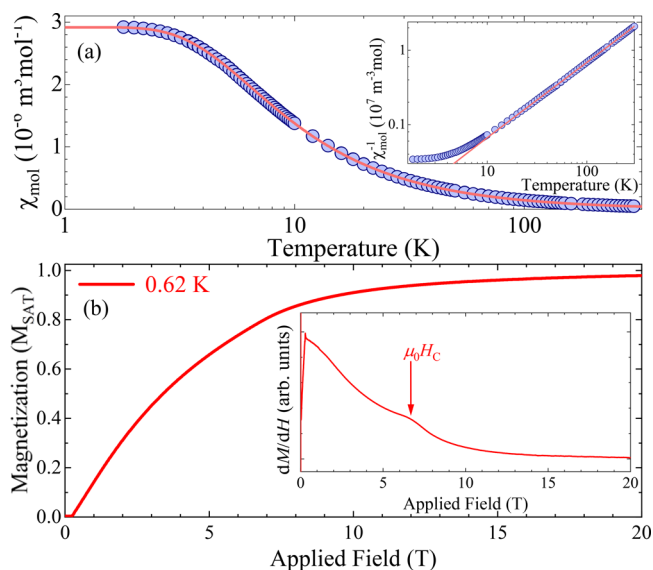 (a)
χmol (10⁻⁶ m³mol⁻¹)
3
2
1
0
1
10
100
Temperature (K)
χ⁻¹mol (10⁷ m⁻³mol)
1
0.1
10
100
Temperature (K)
(b)
0.62 K
Magnetization (MSAT)
1.0
0.8
0.6
0.4
0.2
0.0
0
5
10
15
20
Applied Field (T)
dM/dH (arb. units)
μ0HC
0
5
10
15
20
Applied Field (T)